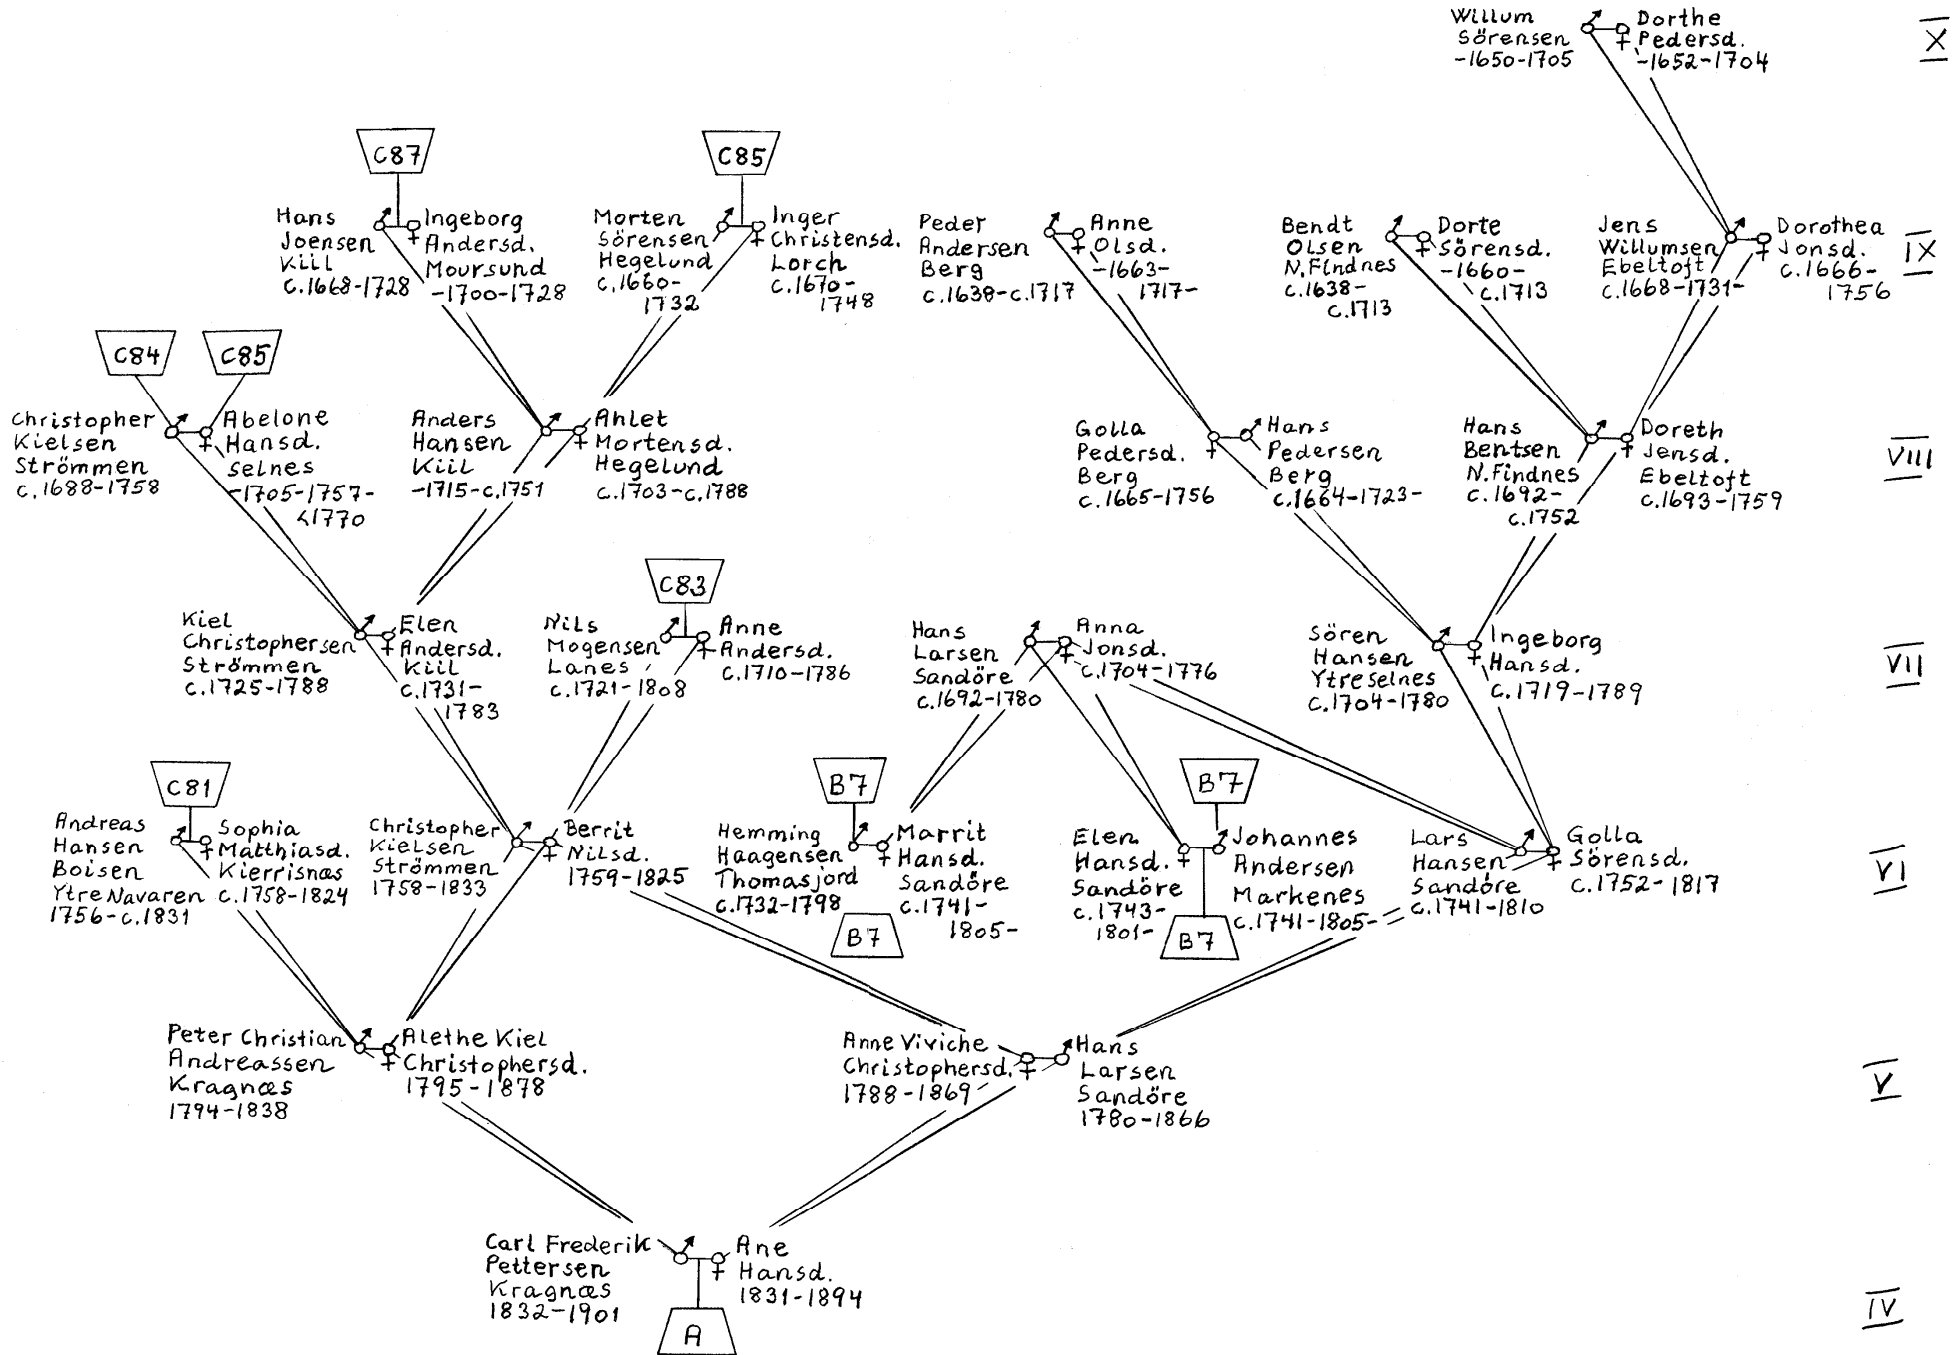 Willum
Sörensen
-1650-1705
Dorthe
Pedersd.
-1652-1704
X
C87
C85
Hans
Joensen
Kiil
c.1668-1728
Ingeborg
Andersd.
Moursund
-1700-1728
Morten
Sörensen
Hegelund
c.1660-
1732
Inger
Christensd.
Lorch
c.1670-
1748
Peder
Andersen
Berg
c.1638-c.1717
Anne
Olsd.
-1663-
1717-
Bendt
Olsen
N.Findnes
c.1638-
c.1713
Dorte
Sörensd.
-1660-
c.1713
Jens
Willumsen
Ebeltoft
c.1668-1731-
Dorothea
Jonsd.
c.1666-
1756
IX
C84
C85
Christopher
Kielsen
Strömmen
c.1688-1758
Abelone
Hansd.
Selnes
-1705-1757-
<1770
Anders
Hansen
Kiil
-1715-c.1751
Ahlet
Mortensd.
Hegelund
c.1703-c.1788
Golla
Pedersd.
Berg
c.1665-1756
Hans
Pedersen
Berg
c.1664-1723-
Hans
Bentsen
N.Findnes
c.1692-
c.1752
Doreth
Jensd.
Ebeltoft
c.1693-1759
VIII
C83
Kiel
Christophersen
Strömmen
c.1725-1788
Elen
Andersd.
Kiil
c.1731-
1783
Nils
Mogensen
Lanes
c.1721-1808
Anne
Andersd.
c.1710-1786
Hans
Larsen
Sandöre
c.1692-1780
Anna
Jonsd.
c.1704-1776
Sören
Hansen
Ytreselnes
c.1704-1780
Ingeborg
Hansd.
c.1719-1789
VII
C81
B7
B7
Andreas
Hansen
Boisen
Ytre Navaren
1756-c.1831
Sophia
Matthiasd.
Kierrisnæs
c.1758-1824
Christopher
Kielsen
Strömmen
1758-1833
Berrit
Nilsd.
1759-1825
Hemming
Haagensen
Thomasjord
c.1732-1798
B7
Marrit
Hansd.
Sandöre
c.1741-
1805-
Elen
Hansd.
Sandöre
c.1743-
1801-
B7
Johannes
Andersen
Markenes
c.1741-1805-
Lars
Hansen
Sandöre
c.1741-1810
Golla
Sörensd.
c.1752-1817
VI
Peter Christian
Andreassen
Kragnæs
1794-1838
Alethe Kiel
Christophersd.
1795-1878
Anne Viviche
Christophersd.
1788-1869
Hans
Larsen
Sandöre
1780-1866
V
Carl Frederik
Pettersen
Kragnæs
1832-1901
Ane
Hansd.
1831-1894
A
IV